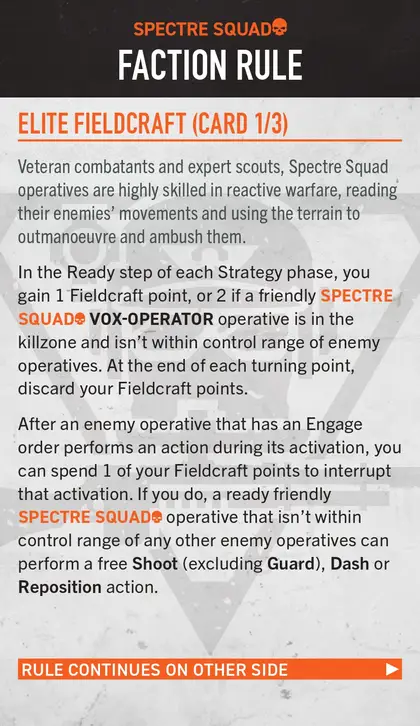 SPECTRE SQUAD
FACTION RULE
ELITE FIELDCRAFT (CARD 1/3)
Veteran combatants and expert scouts, Spectre Squad
operatives are highly skilled in reactive warfare, reading
their enemies’ movements and using the terrain to
outmanoeuvre and ambush them.
In the Ready step of each Strategy phase, you
gain 1 Fieldcraft point, or 2 if a friendly SPECTRE
SQUAD VOX-OPERATOR operative is in the
killzone and isn’t within control range of enemy
operatives. At the end of each turning point,
discard your Fieldcraft points.
After an enemy operative that has an Engage
order performs an action during its activation, you
can spend 1 of your Fieldcraft points to interrupt
that activation. If you do, a ready friendly
SPECTRE SQUAD operative that isn’t within
control range of any other enemy operatives can
perform a free Shoot (excluding Guard), Dash or
Reposition action.
RULE CONTINUES ON OTHER SIDE